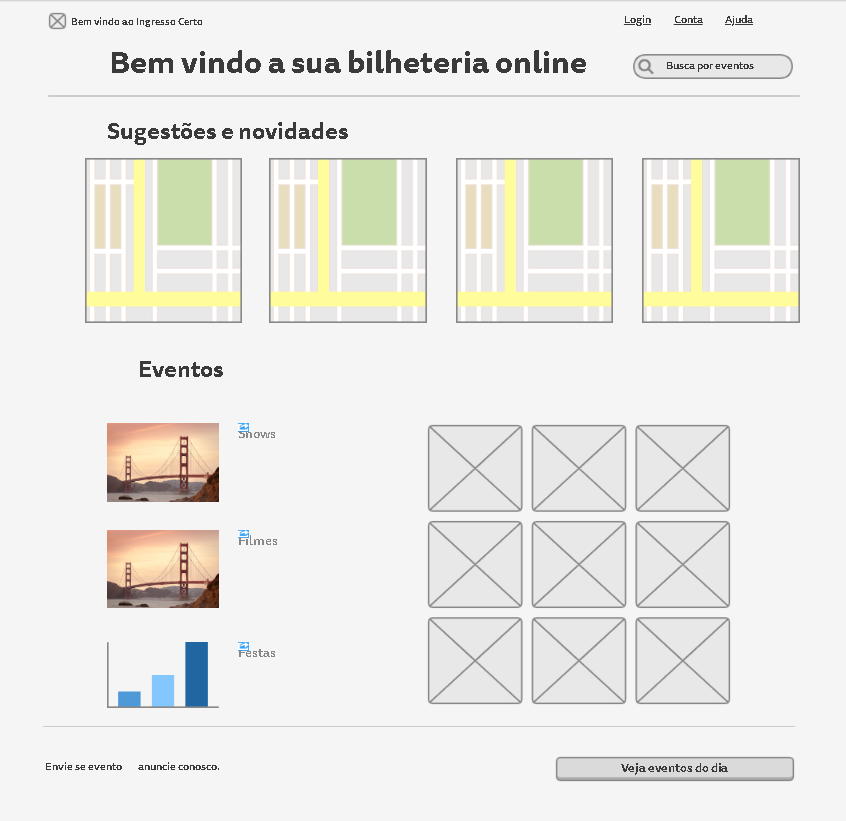 Bem vindo ao Ingresso Certo
Login Conta Ajuda
Bem vindo a sua bilheteria online
Busca por eventos
Sugestões e novidades
Eventos
Shows
Filmes
Festas
Envie se evento anuncie conosco.
Veja eventos do dia